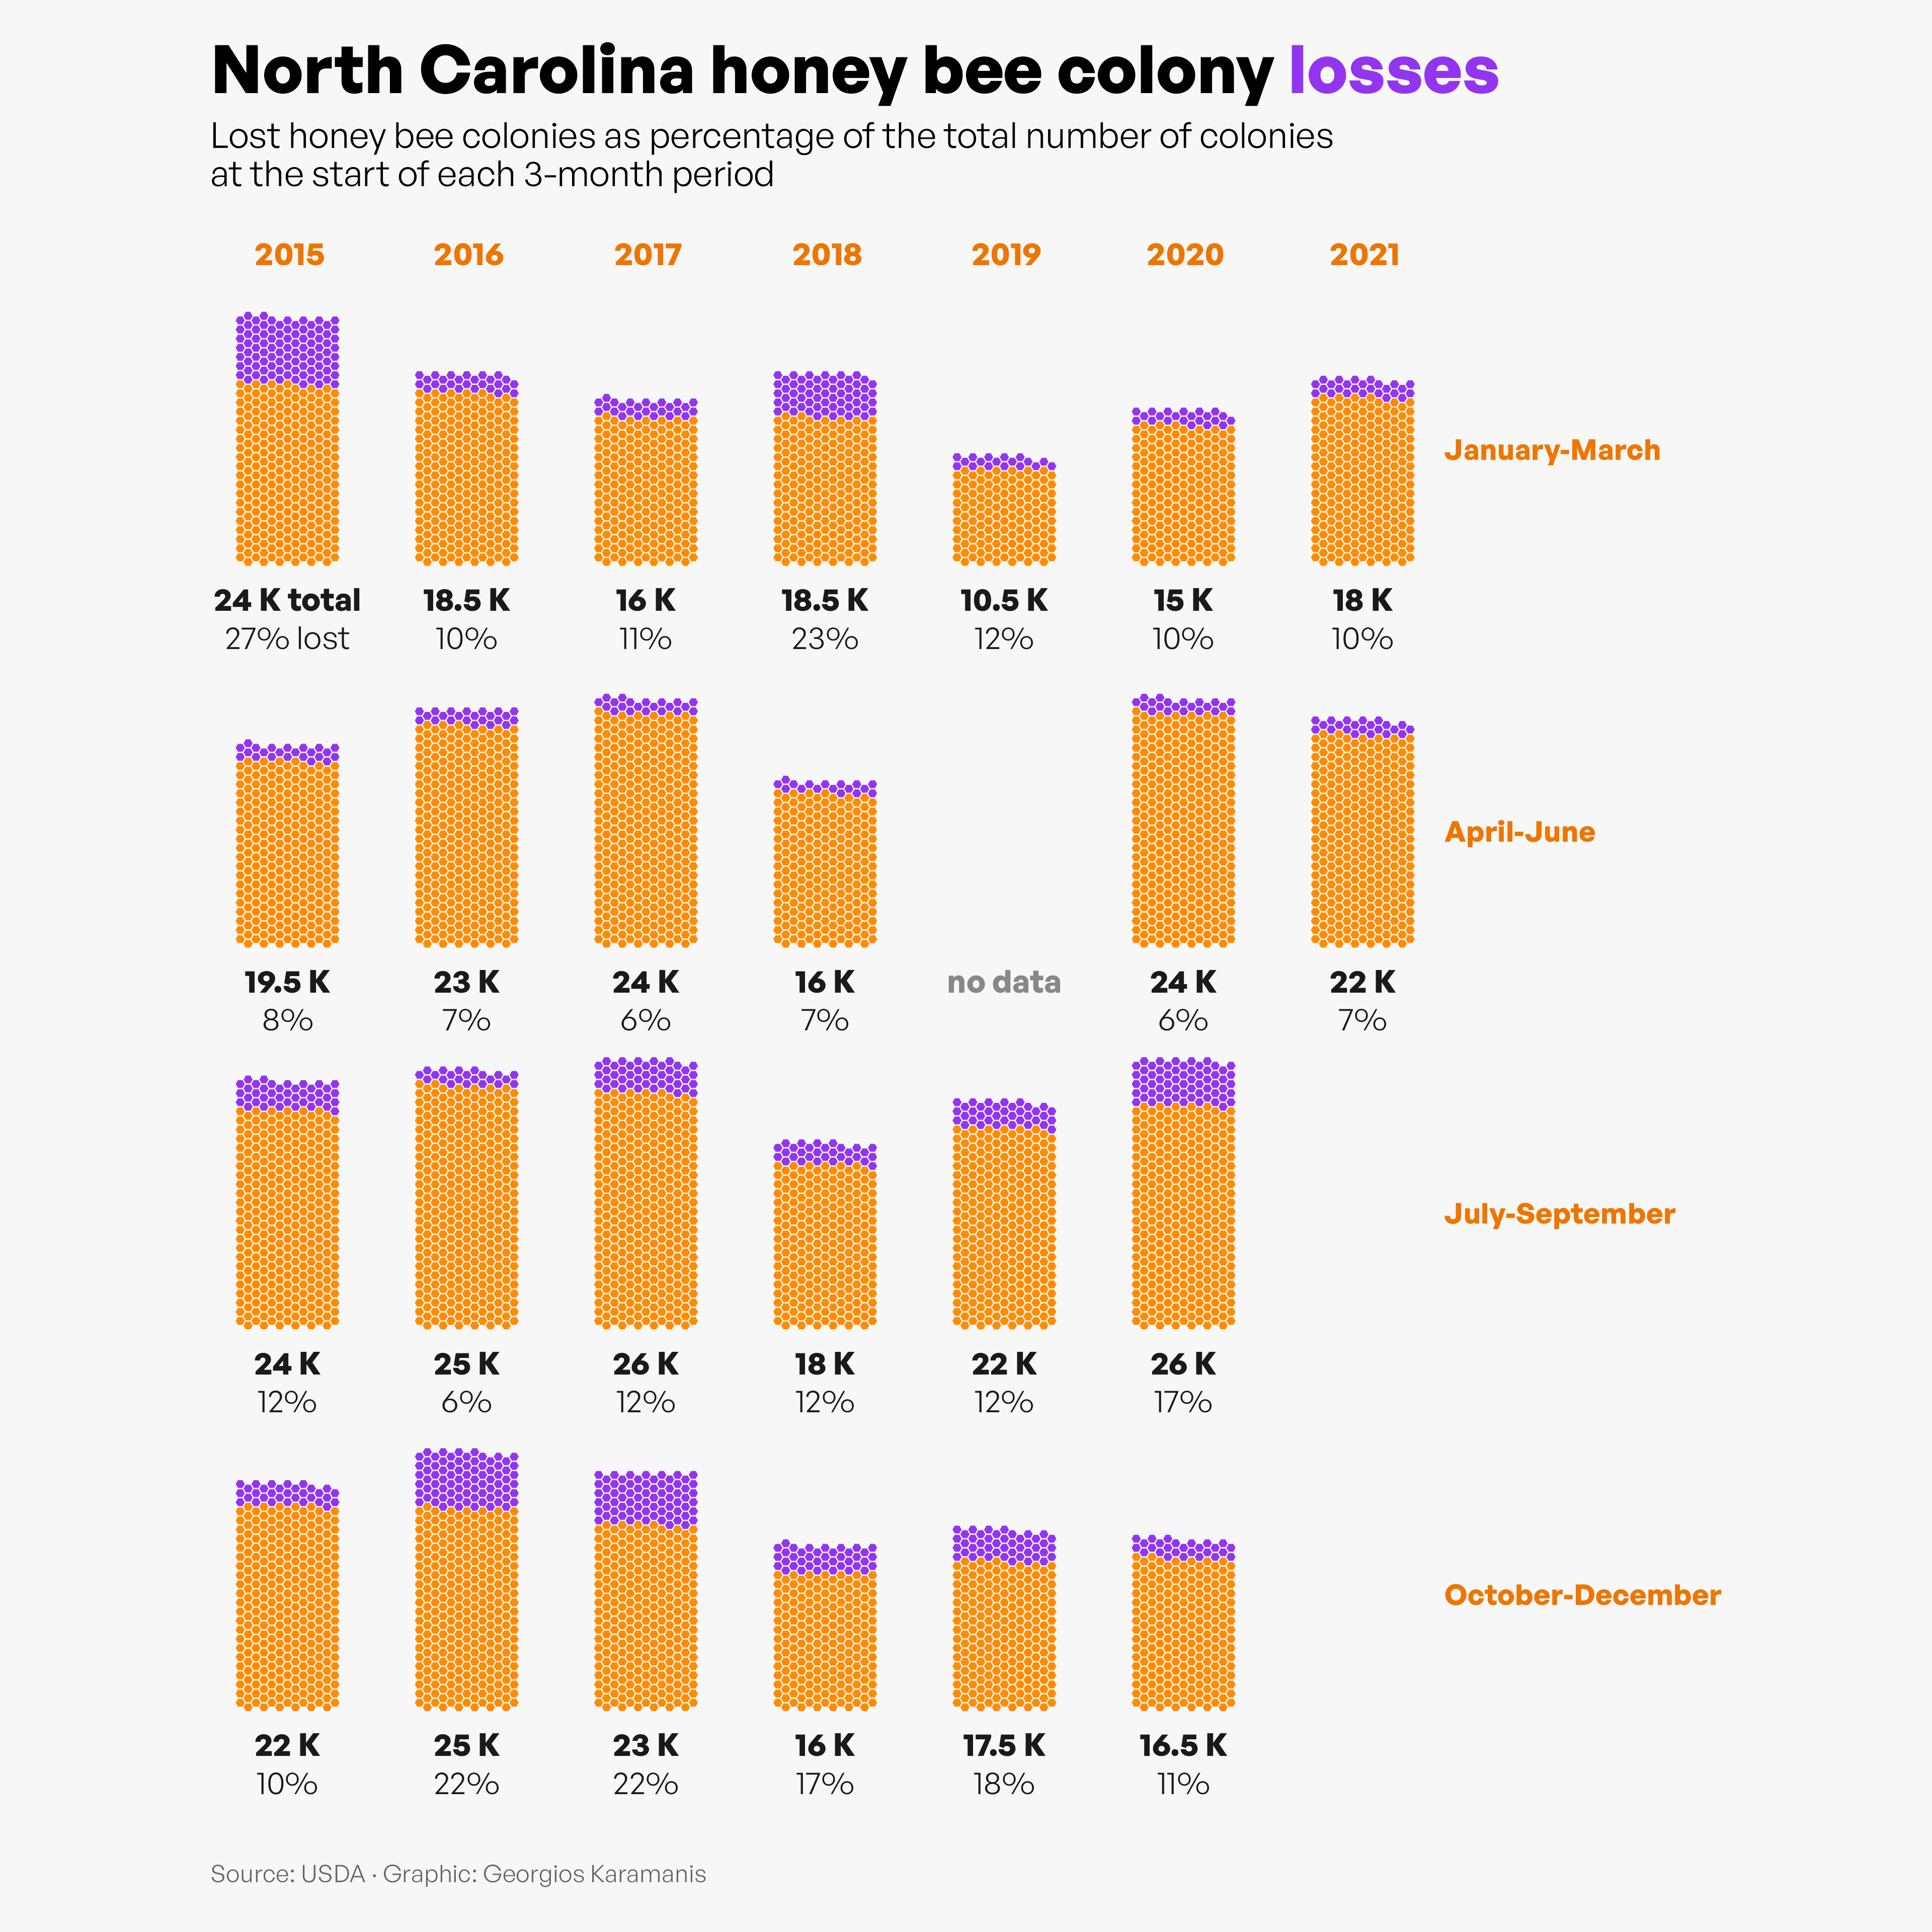 North Carolina honey bee colony losses
Lost honey bee colonies as percentage of the total number of colonies
at the start of each 3-month period
2015 2016 2017 2018 2019 2020 2021
January-March
24 K total 18.5 K 16 K 18.5 K 10.5 K 15 K 18 K
27% lost 10% 11% 23% 12% 10% 10%
April-June
19.5 K 23 K 24 K 16 K no data 24 K 22 K
8% 7% 6% 7% 6% 7%
July-September
24 K 25 K 26 K 18 K 22 K 26 K
12% 6% 12% 12% 12% 17%
October-December
22 K 25 K 23 K 16 K 17.5 K 16.5 K
10% 22% 22% 17% 18% 11%
Source: USDA · Graphic: Georgios Karamanis